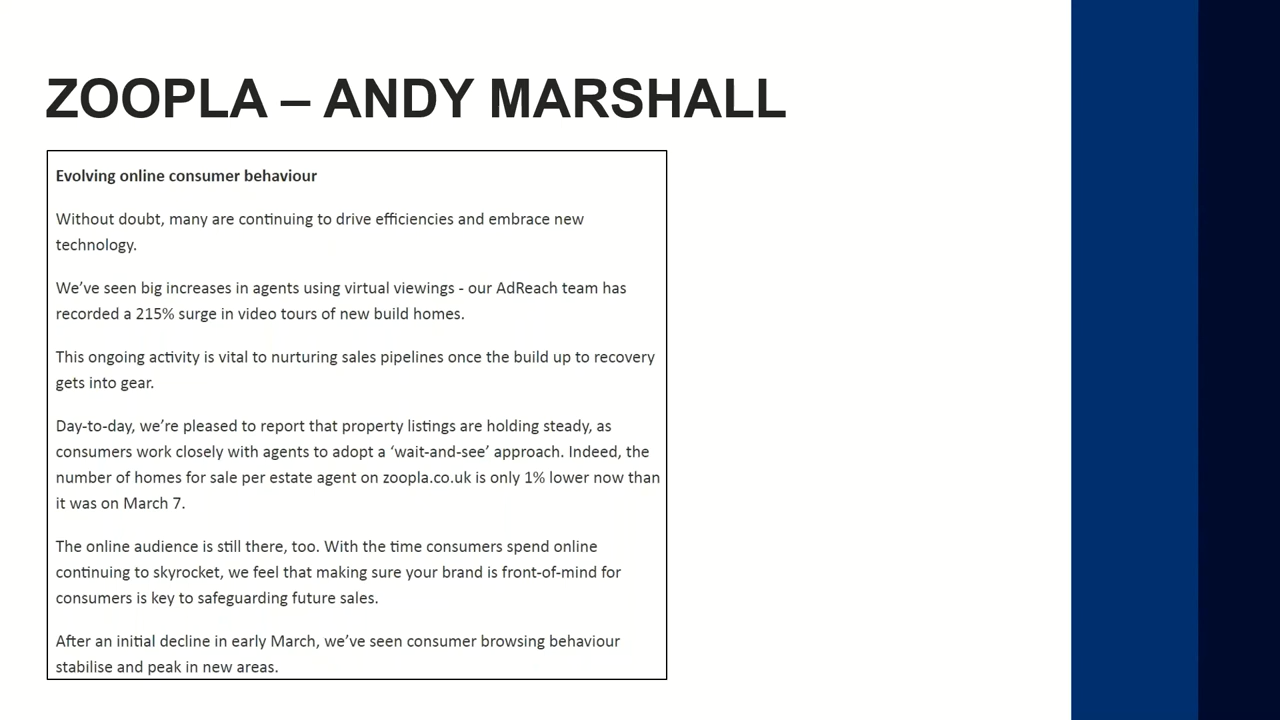 ZOOPLA – ANDY MARSHALL
Evolving online consumer behaviour
Without doubt, many are continuing to drive efficiencies and embrace new
technology.
We’ve seen big increases in agents using virtual viewings - our AdReach team has
recorded a 215% surge in video tours of new build homes.
This ongoing activity is vital to nurturing sales pipelines once the build up to recovery
gets into gear.
Day-to-day, we’re pleased to report that property listings are holding steady, as
consumers work closely with agents to adopt a ‘wait-and-see’ approach. Indeed, the
number of homes for sale per estate agent on zoopla.co.uk is only 1% lower now than
it was on March 7.
The online audience is still there, too. With the time consumers spend online
continuing to skyrocket, we feel that making sure your brand is front-of-mind for
consumers is key to safeguarding future sales.
After an initial decline in early March, we’ve seen consumer browsing behaviour
stabilise and peak in new areas.